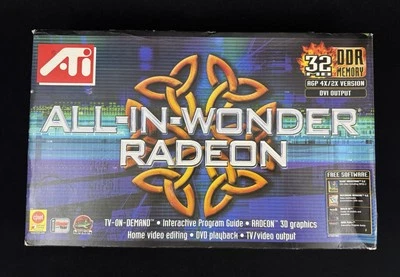 ATi
32 MB DDR MEMORY
AGP 4X/2X VERSION
DVI OUTPUT
ALL-IN-WONDER
RADEON
FREE SOFTWARE
TV-ON-DEMAND™ • Interactive Program Guide • RADEON™ 3D graphics
Home video editing • DVD playback • TV/video output